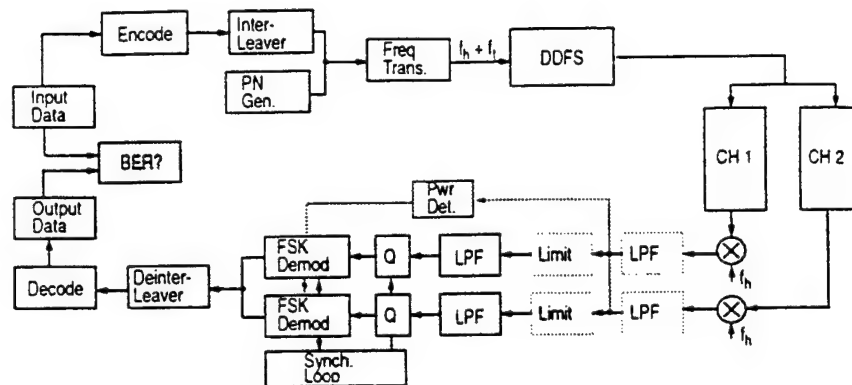 Encode
Inter-
Leaver
PN
Gen.
Freq
Trans.
f_h + f_t
DDFS
Input
Data
BER?
Output
Data
CH 1
CH 2
Pwr
Det.
FSK
Demod
Q
LPF
Limit
LPF
f_h
Decode
Deinter-
Leaver
FSK
Demod
Q
LPF
Limit
LPF
f_h
Synch.
Loop